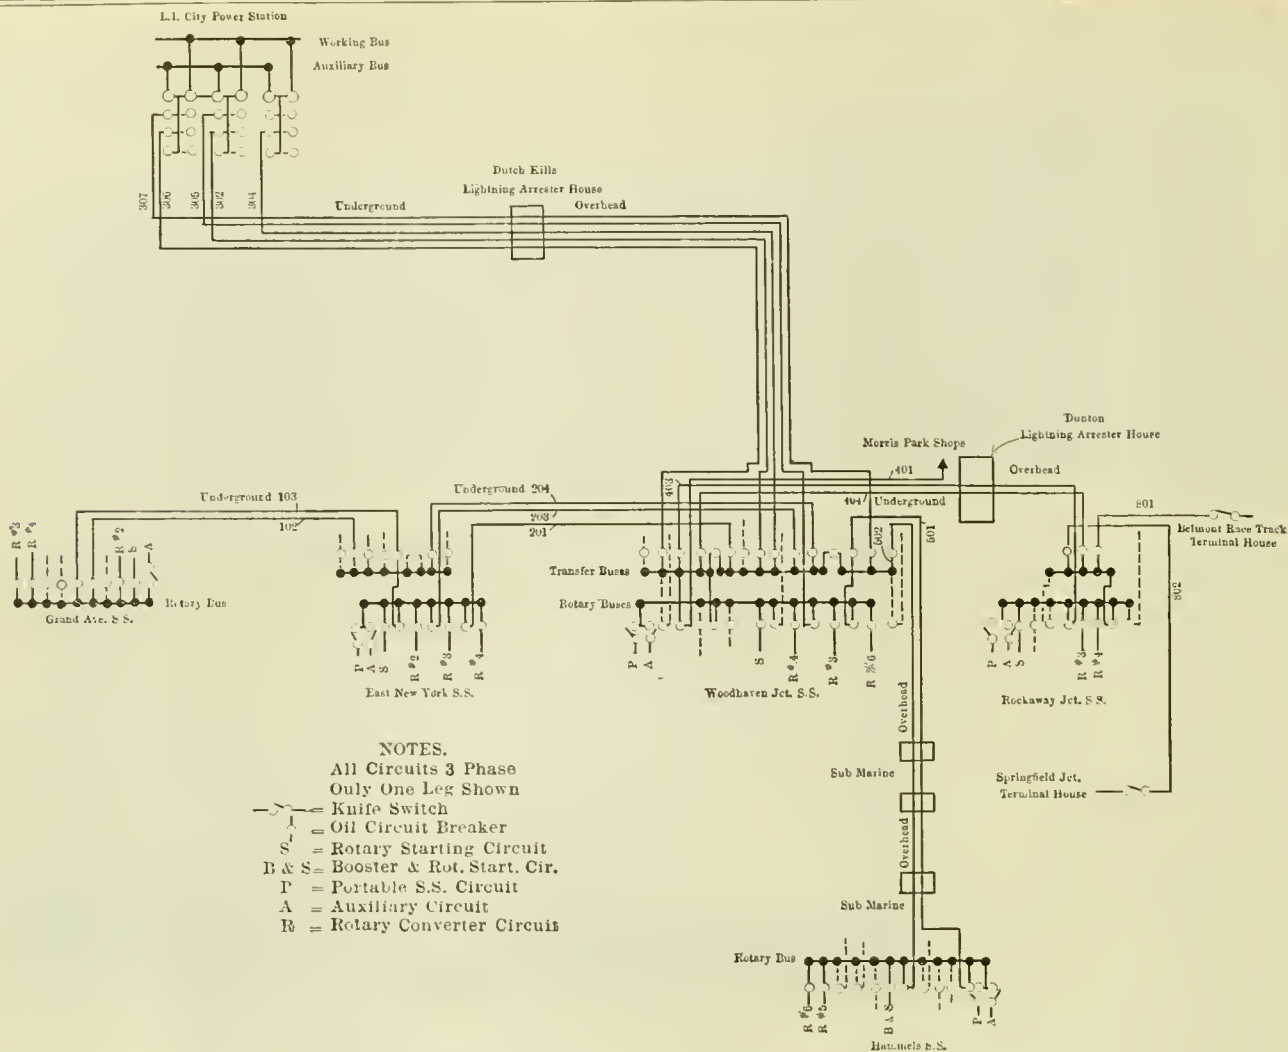 L.I. City Power Station
Working Bus
Auxiliary Bus
307
306
305
302
304
Dutch Kills
Lightning Arrester House
Underground
Overhead
Dunton
Lightning Arrester House
Morris Park Shops
Overhead
401
403
404
Underground
Underground 204
203
201
Underground 103
102
801
Belmont Race Track
Terminal House
802
501
502
R #3
R #4
R #2
S
A
Rotary Bus
Grand Ave. S S.
Transfer Buses
Rotary Buses
P
A
S
R #2
R #3
R #4
East New York S.S.
P
A
S
R #4
R #3
R #6
Woodhaven Jct. S.S.
P
A
S
R #3
R #4
Rockaway Jct. S S.
Overhead
Sub Marine
Overhead
Sub Marine
Springfield Jct.
Terminal House
NOTES.
All Circuits 3 Phase
Only One Leg Shown
= Knife Switch
= Oil Circuit Breaker
S = Rotary Starting Circuit
B & S = Booster & Rot. Start. Cir.
P = Portable S.S. Circuit
A = Auxiliary Circuit
R = Rotary Converter Circuit
Rotary Bus
R #6
R #5
B & S
P
A
Hammels S.S.